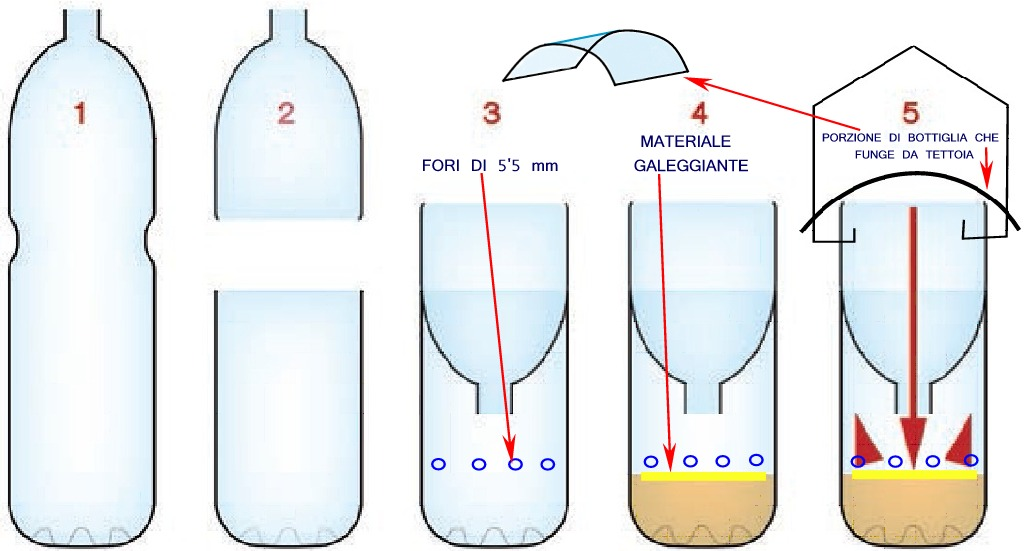 1
2
3
4
5
FORI DI 5'5 mm
MATERIALE
GALEGGIANTE
PORZIONE DI BOTTIGLIA CHE
FUNGE DA TETTOIA